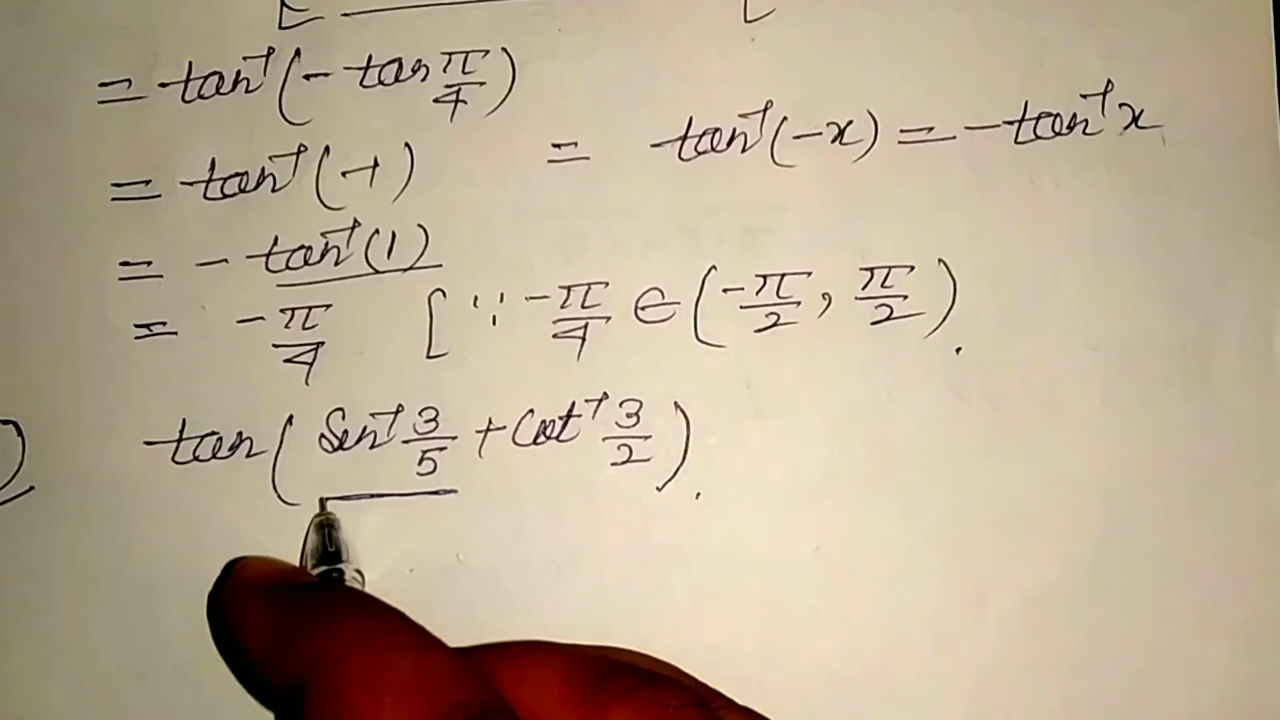 = tan⁻¹(- tan π/4)
= tan⁻¹(-1) = tan⁻¹(-x) = - tan⁻¹ x
= - tan⁻¹(1)
= -π/4 [∵ -π/4 ∈ (-π/2, π/2).
) tan(Sin⁻¹ 3/5 + Cot⁻¹ 3/2).